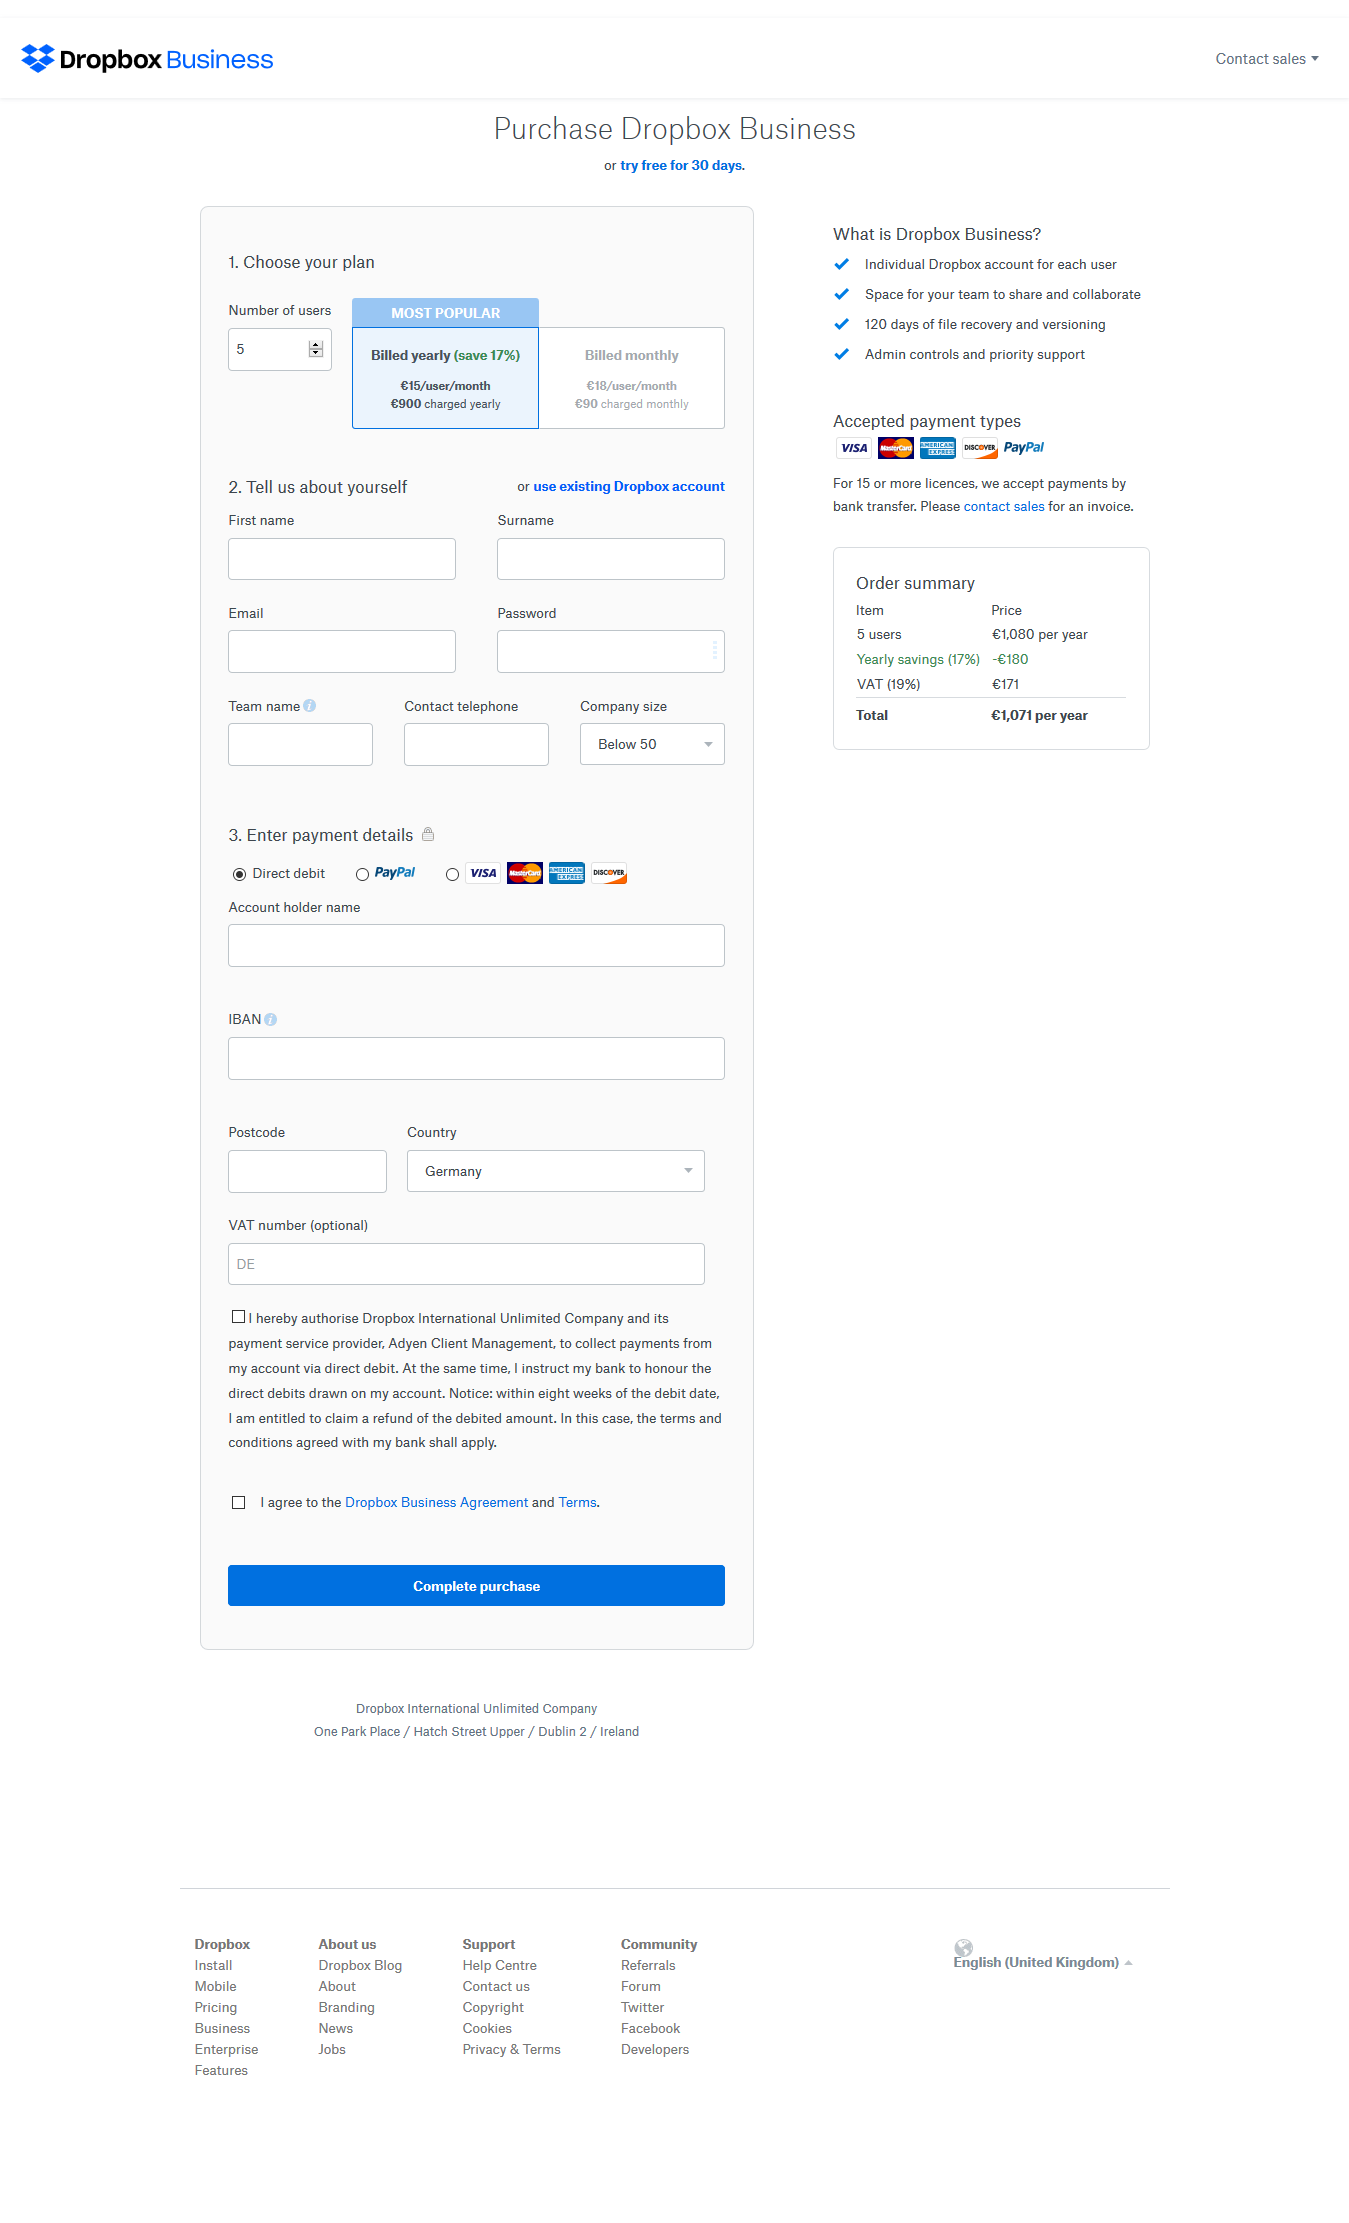 Dropbox Business
Contact sales
Purchase Dropbox Business
or try free for 30 days.
1. Choose your plan
Number of users
5
MOST POPULAR
Billed yearly (save 17%)
€15/user/month
€900 charged yearly
Billed monthly
€18/user/month
€90 charged monthly
2. Tell us about yourself
or use existing Dropbox account
First name
Surname
Email
Password
Team name i
Contact telephone
Company size
Below 50
3. Enter payment details
Direct debit
PayPal
VISA
MasterCard
AMERICAN EXPRESS
DISCOVER
Account holder name
IBAN i
Postcode
Country
Germany
VAT number (optional)
DE
I hereby authorise Dropbox International Unlimited Company and its
payment service provider, Adyen Client Management, to collect payments from
my account via direct debit. At the same time, I instruct my bank to honour the
direct debits drawn on my account. Notice: within eight weeks of the debit date,
I am entitled to claim a refund of the debited amount. In this case, the terms and
conditions agreed with my bank shall apply.
I agree to the Dropbox Business Agreement and Terms.
Complete purchase
What is Dropbox Business?
Individual Dropbox account for each user
Space for your team to share and collaborate
120 days of file recovery and versioning
Admin controls and priority support
Accepted payment types
VISA MasterCard AMERICAN EXPRESS DISCOVER PayPal
For 15 or more licences, we accept payments by
bank transfer. Please contact sales for an invoice.
Order summary
Item Price
5 users €1,080 per year
Yearly savings (17%) -€180
VAT (19%) €171
Total €1,071 per year
Dropbox International Unlimited Company
One Park Place / Hatch Street Upper / Dublin 2 / Ireland
Dropbox
Install
Mobile
Pricing
Business
Enterprise
Features
About us
Dropbox Blog
About
Branding
News
Jobs
Support
Help Centre
Contact us
Copyright
Cookies
Privacy & Terms
Community
Referrals
Forum
Twitter
Facebook
Developers
English (United Kingdom)